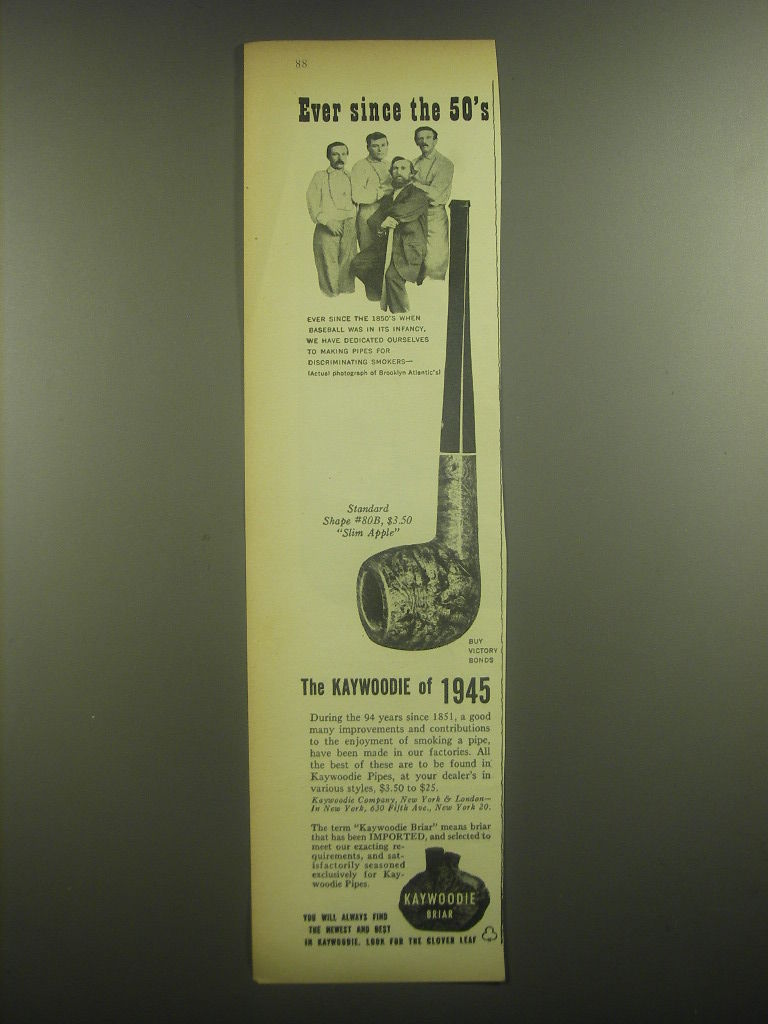 88
Ever since the 50's
EVER SINCE THE 1850'S WHEN
BASEBALL WAS IN ITS INFANCY,
WE HAVE DEDICATED OURSELVES
TO MAKING PIPES FOR
DISCRIMINATING SMOKERS—
(Actual photograph of Brooklyn Atlantic's)
Standard
Shape #80B, $3.50
"Slim Apple"
BUY
VICTORY
BONDS
The KAYWOODIE of 1945
During the 94 years since 1851, a good
many improvements and contributions
to the enjoyment of smoking a pipe,
have been made in our factories. All
the best of these are to be found in
Kaywoodie Pipes, at your dealer's in
various styles, $3.50 to $25.
Kaywoodie Company, New York & London—
In New York, 630 Fifth Ave., New York 20.
The term "Kaywoodie Briar" means briar
that has been IMPORTED, and selected to
meet our exacting re-
quirements, and sat-
isfactorily seasoned
exclusively for Kay-
woodie Pipes.
KAYWOODIE
BRIAR
YOU WILL ALWAYS FIND
THE NEWEST AND BEST
IN KAYWOODIE. LOOK FOR THE CLOVER LEAF